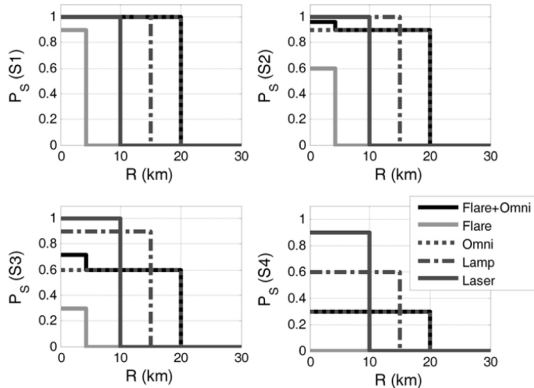 1
0.8
0.6
0.4
0.2
0
P_S (S1)
0 10 20 30
R (km)
1
0.8
0.6
0.4
0.2
0
P_S (S2)
0 10 20 30
R (km)
1
0.8
0.6
0.4
0.2
0
P_S (S3)
0 10 20 30
R (km)
1
0.8
0.6
0.4
0.2
0
P_S (S4)
0 10 20 30
R (km)
Flare+Omni
Flare
Omni
Lamp
Laser